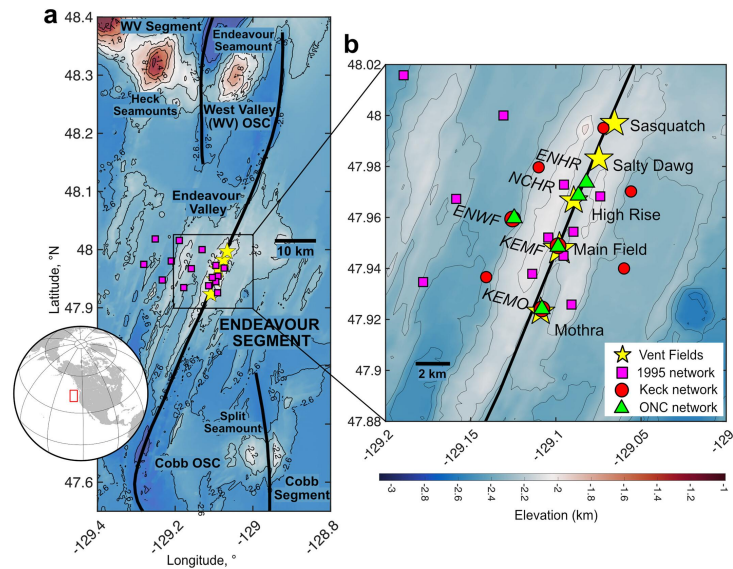 a
48.4
48.3
48.2
48.1
48
47.9
47.8
47.7
47.6
Latitude, °N
-129.4
-129.2
-129
-128.8
Longitude, °
WV Segment
Endeavour
Seamount
Heck
Seamounts
West Valley
(WV) OSC
Endeavour
Valley
10 km
ENDEAVOUR
SEGMENT
Split
Seamount
Cobb OSC
Cobb
Segment
b
48.02
48
47.98
47.96
47.94
47.92
47.9
47.88
-129.2
-129.15
-129.1
-129.05
-129
Sasquatch
ENHR
Salty Dawg
NCHR
High Rise
ENWF
KEMF
Main Field
KEMO
Mothra
2 km
Vent Fields
1995 network
Keck network
ONC network
-3
-2.8
-2.6
-2.4
-2.2
-2
-1.8
-1.6
-1.4
-1.2
-1
Elevation (km)